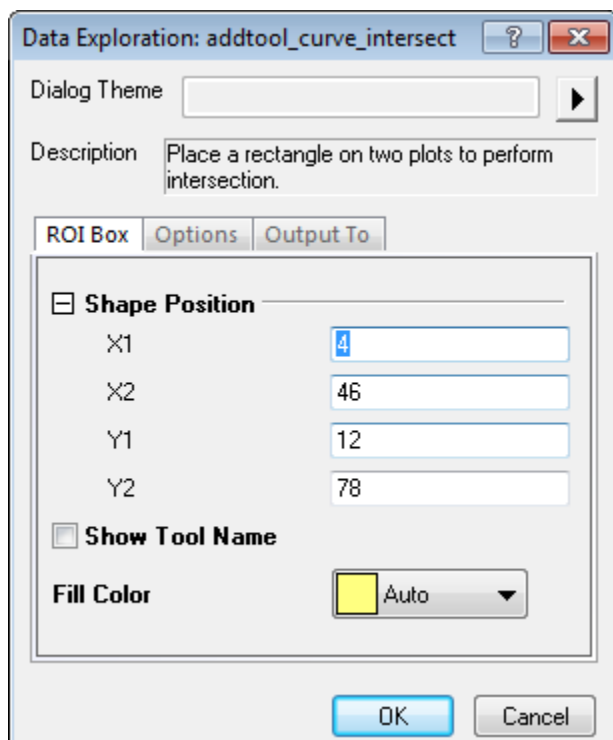 Data Exploration: addtool_curve_intersect
Dialog Theme
Description Place a rectangle on two plots to perform
intersection.
ROI Box Options Output To
Shape Position
X1 4
X2 46
Y1 12
Y2 78
Show Tool Name
Fill Color Auto
OK Cancel